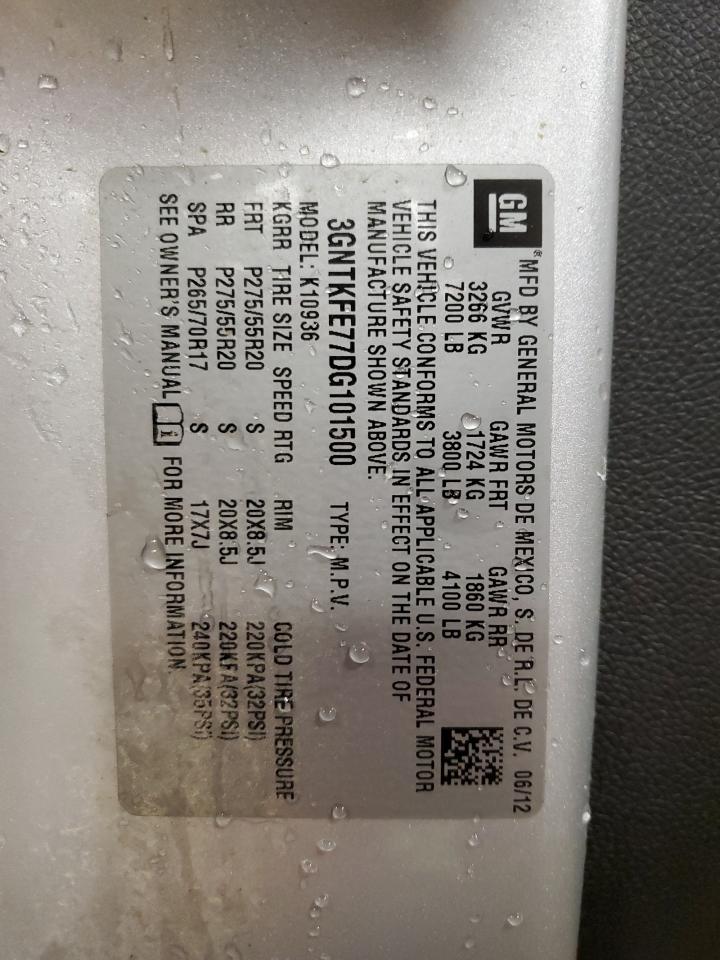 GM® MFD BY GENERAL MOTORS DE MEXICO, S. DE R.L. DE C.V. 06/12
GVWR GAWR FRT GAWR RR
3266 KG 1724 KG 1860 KG
7200 LB 3800 LB 4100 LB
THIS VEHICLE CONFORMS TO ALL APPLICABLE U.S. FEDERAL MOTOR
VEHICLE SAFETY STANDARDS IN EFFECT ON THE DATE OF
MANUFACTURE SHOWN ABOVE.
3GNTKFE77DG101500 TYPE: M.P.V.
MODEL: K10936
KGRR TIRE SIZE SPEED RTG RIM COLD TIRE PRESSURE
FRT P275/55R20 S 20X8.5J 220KPA(32PSI)
RR P275/55R20 S 20X8.5J 220KPA(32PSI)
SPA P265/70R17 S 17X7J 240KPA(35PSI)
SEE OWNER'S MANUAL i FOR MORE INFORMATION.